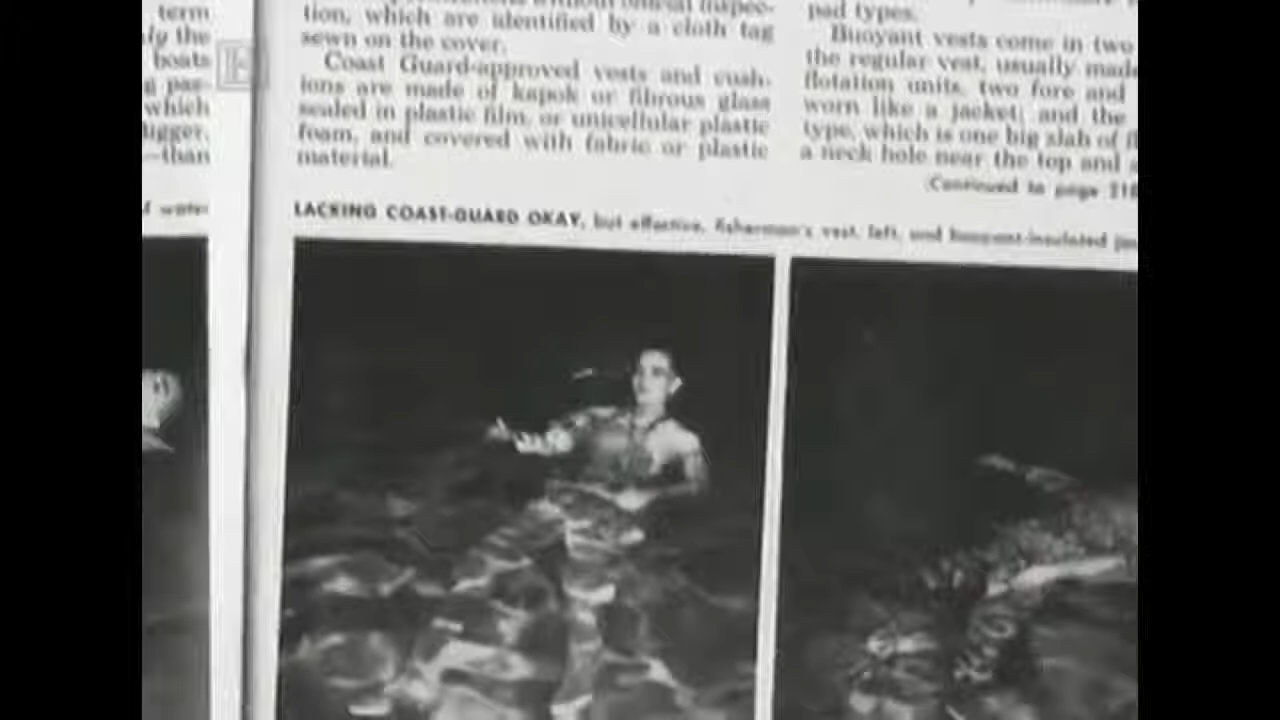 term
ly the
boats
g pas-
which
ligger,
—than
f water
tion, which are identified by a cloth tag
sewn on the cover.
Coast Guard-approved vests and cush-
ions are made of kapok or fibrous glass
sealed in plastic film, or unicellular plastic
foam, and covered with fabric or plastic
material.
pad types.
Buoyant vests come in two
the regular vest, usually made
flotation units, two fore and
worn like a jacket; and the
type, which is one big slab of
a neck hole near the top and
(Continued to page 218
LACKING COAST-GUARD OKAY, but effective, fisherman's vest, left, and buoyant-insulated